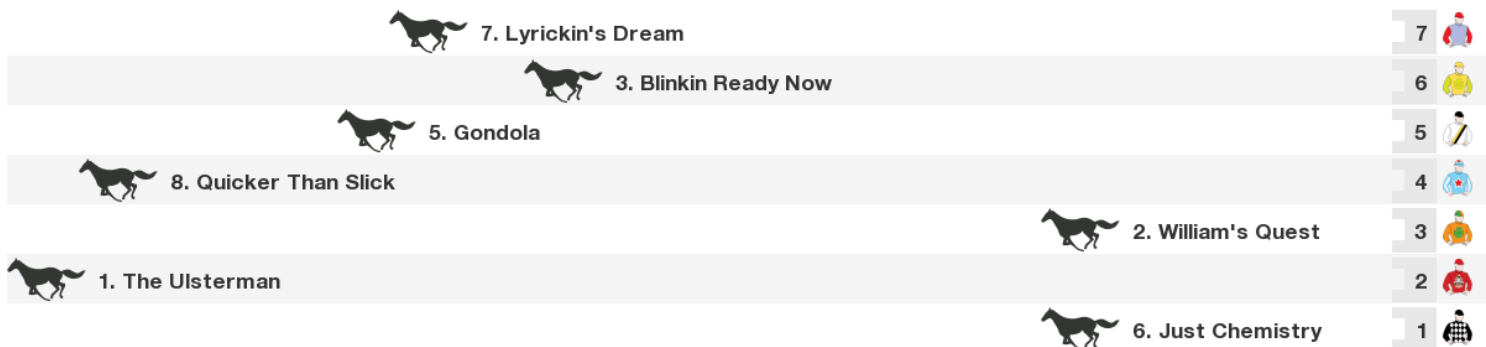 7. Lyrickin's Dream 7
3. Blinkin Ready Now 6
5. Gondola 5
8. Quicker Than Slick 4
2. William's Quest 3
1. The Ulsterman 2
6. Just Chemistry 1